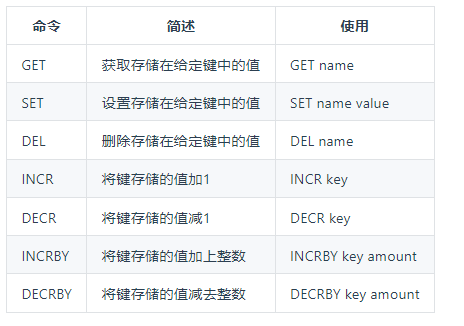 命令 简述 使用
GET 获取存储在给定键中的值 GET name
SET 设置存储在给定键中的值 SET name value
DEL 删除存储在给定键中的值 DEL name
INCR 将键存储的值加1 INCR key
DECR 将键存储的值减1 DECR key
INCRBY 将键存储的值加上整数 INCRBY key amount
DECRBY 将键存储的值减去整数 DECRBY key amount